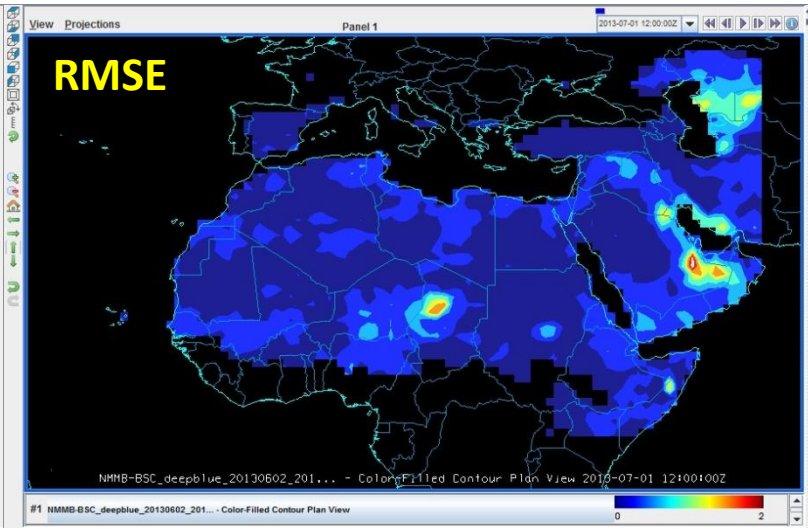 View Projections
Panel 1
2013-07-01 12:00:00Z
RMSE
NMMB-BSC_deepblue_20130602_201... - Color-Filled Contour Plan View 2013-07-01 12:00:00Z
#1 NMMB-BSC_deepblue_20130602_201... - Color-Filled Contour Plan View
0 2